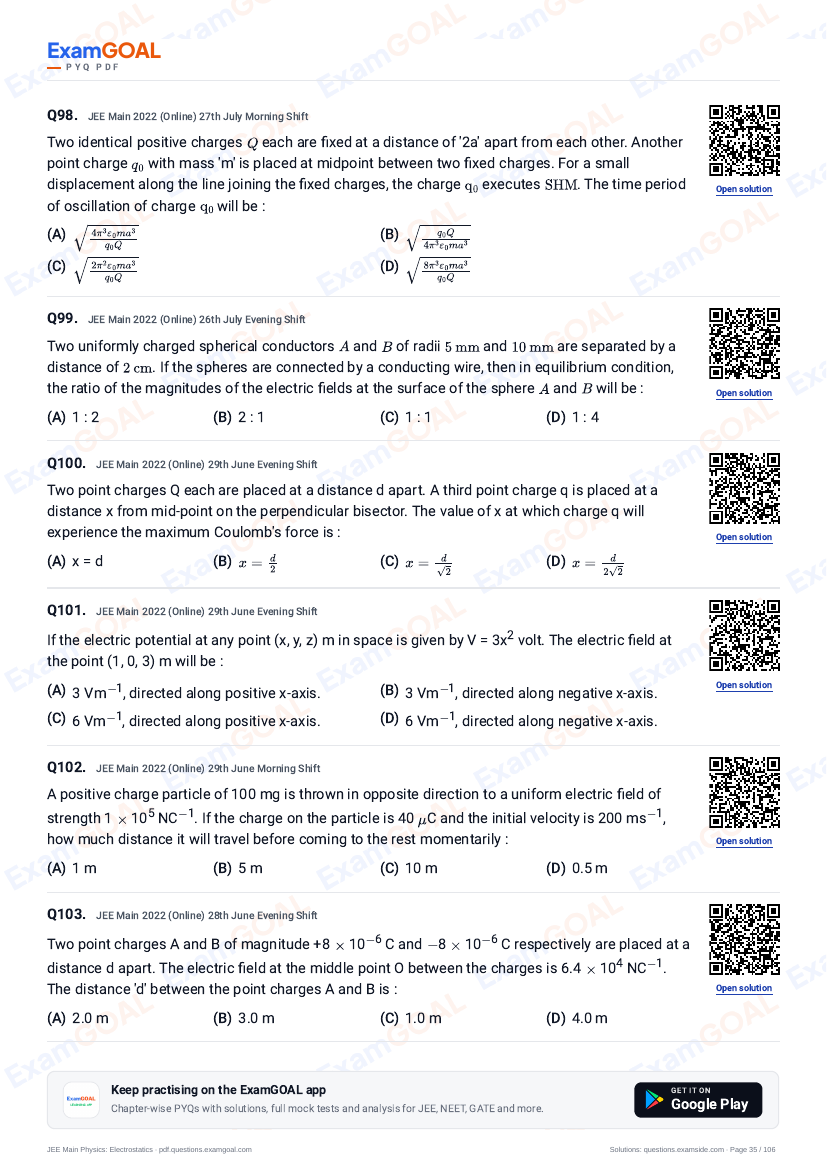 ExamGOAL
PYQ PDF
Q98. JEE Main 2022 (Online) 27th July Morning Shift
Two identical positive charges Q each are fixed at a distance of '2a' apart from each other. Another
point charge q₀ with mass 'm' is placed at midpoint between two fixed charges. For a small
displacement along the line joining the fixed charges, the charge q₀ executes SHM. The time period
of oscillation of charge q₀ will be :
(A) √(4π³ε₀ma³/q₀Q) (B) √(q₀Q/4π³ε₀ma³)
(C) √(2π²ε₀ma³/q₀Q) (D) √(8π³ε₀ma³/q₀Q)
Open solution
Q99. JEE Main 2022 (Online) 26th July Evening Shift
Two uniformly charged spherical conductors A and B of radii 5 mm and 10 mm are separated by a
distance of 2 cm. If the spheres are connected by a conducting wire, then in equilibrium condition,
the ratio of the magnitudes of the electric fields at the surface of the sphere A and B will be :
(A) 1 : 2 (B) 2 : 1 (C) 1 : 1 (D) 1 : 4
Open solution
Q100. JEE Main 2022 (Online) 29th June Evening Shift
Two point charges Q each are placed at a distance d apart. A third point charge q is placed at a
distance x from mid-point on the perpendicular bisector. The value of x at which charge q will
experience the maximum Coulomb's force is :
(A) x = d (B) x = d/2 (C) x = d/√2 (D) x = d/2√2
Open solution
Q101. JEE Main 2022 (Online) 29th June Evening Shift
If the electric potential at any point (x, y, z) m in space is given by V = 3x² volt. The electric field at
the point (1, 0, 3) m will be :
(A) 3 Vm⁻¹, directed along positive x-axis. (B) 3 Vm⁻¹, directed along negative x-axis.
(C) 6 Vm⁻¹, directed along positive x-axis. (D) 6 Vm⁻¹, directed along negative x-axis.
Open solution
Q102. JEE Main 2022 (Online) 29th June Morning Shift
A positive charge particle of 100 mg is thrown in opposite direction to a uniform electric field of
strength 1 × 10⁵ NC⁻¹. If the charge on the particle is 40 μC and the initial velocity is 200 ms⁻¹,
how much distance it will travel before coming to the rest momentarily :
(A) 1 m (B) 5 m (C) 10 m (D) 0.5 m
Open solution
Q103. JEE Main 2022 (Online) 28th June Evening Shift
Two point charges A and B of magnitude +8 × 10⁻⁶ C and −8 × 10⁻⁶ C respectively are placed at a
distance d apart. The electric field at the middle point O between the charges is 6.4 × 10⁴ NC⁻¹.
The distance 'd' between the point charges A and B is :
(A) 2.0 m (B) 3.0 m (C) 1.0 m (D) 4.0 m
Open solution
ExamGOAL
Keep practising on the ExamGOAL app
Chapter-wise PYQs with solutions, full mock tests and analysis for JEE, NEET, GATE and more.
GET IT ON
Google Play
JEE Main Physics: Electrostatics · pdf.questions.examgoal.com
Solutions: questions.examside.com · Page 35 / 106